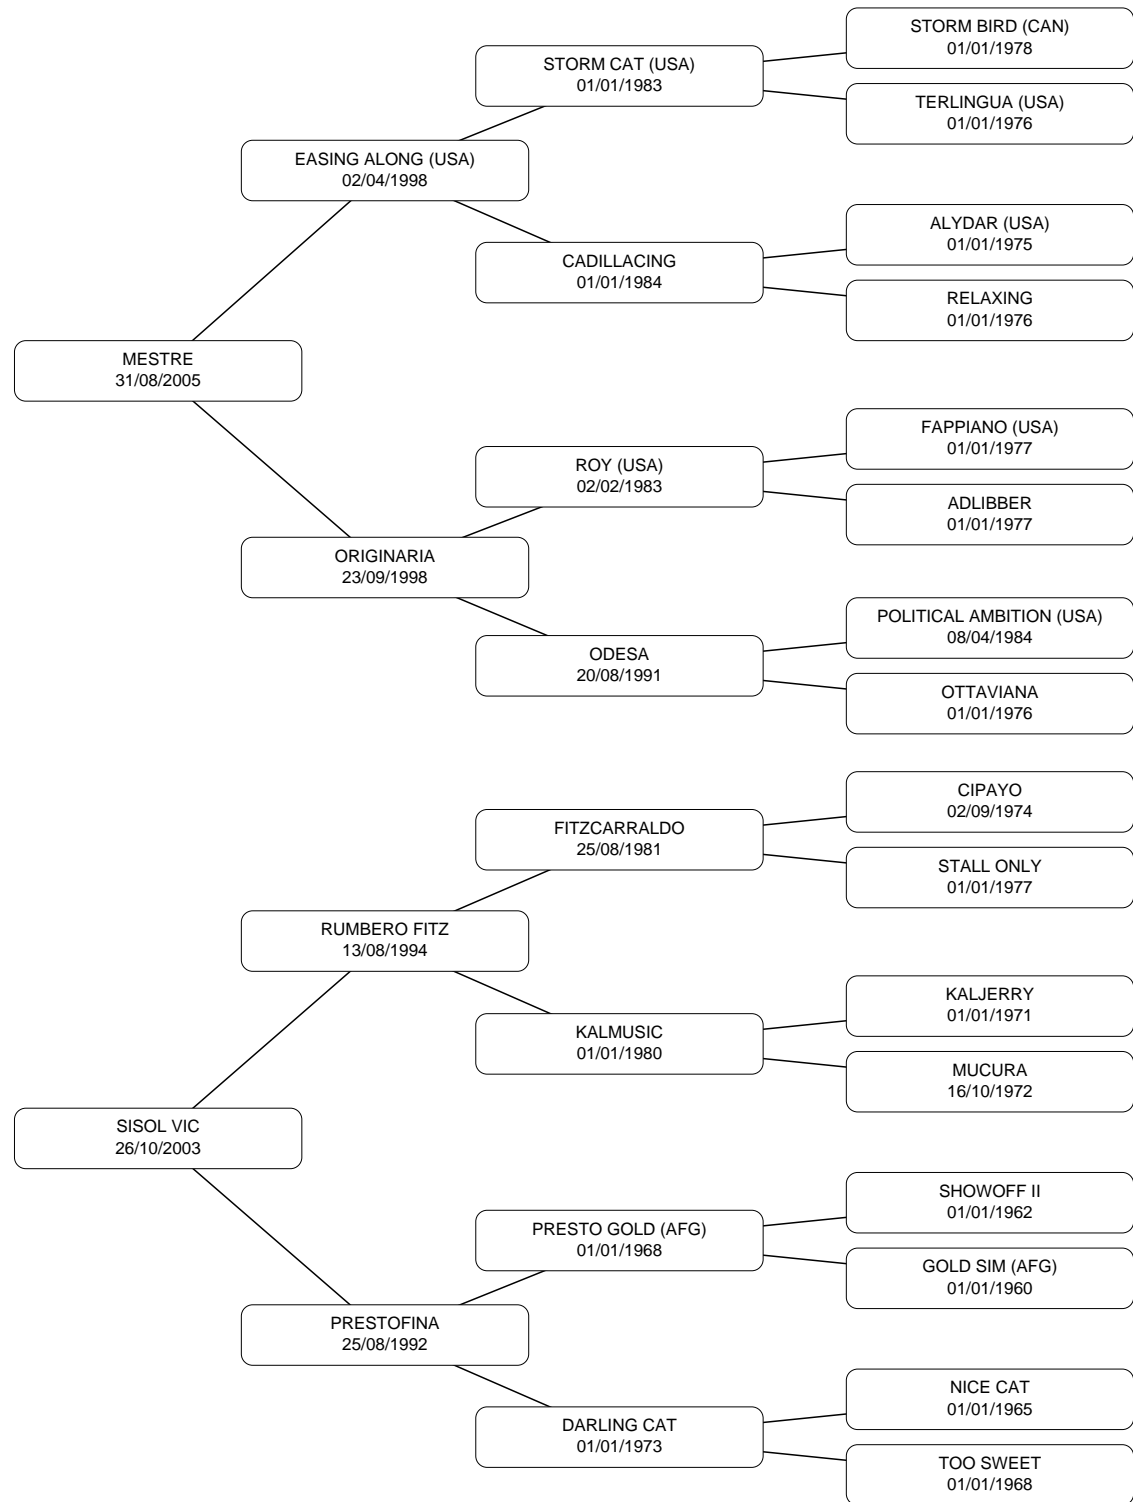 STORM BIRD (CAN)
01/01/1978
STORM CAT (USA)
01/01/1983
TERLINGUA (USA)
01/01/1976
EASING ALONG (USA)
02/04/1998
ALYDAR (USA)
01/01/1975
CADILLACING
01/01/1984
RELAXING
01/01/1976
MESTRE
31/08/2005
FAPPIANO (USA)
01/01/1977
ROY (USA)
02/02/1983
ADLIBBER
01/01/1977
ORIGINARIA
23/09/1998
POLITICAL AMBITION (USA)
08/04/1984
ODESA
20/08/1991
OTTAVIANA
01/01/1976
CIPAYO
02/09/1974
FITZCARRALDO
25/08/1981
STALL ONLY
01/01/1977
RUMBERO FITZ
13/08/1994
KALJERRY
01/01/1971
KALMUSIC
01/01/1980
MUCURA
16/10/1972
SISOL VIC
26/10/2003
SHOWOFF II
01/01/1962
PRESTO GOLD (AFG)
01/01/1968
GOLD SIM (AFG)
01/01/1960
PRESTOFINA
25/08/1992
NICE CAT
01/01/1965
DARLING CAT
01/01/1973
TOO SWEET
01/01/1968